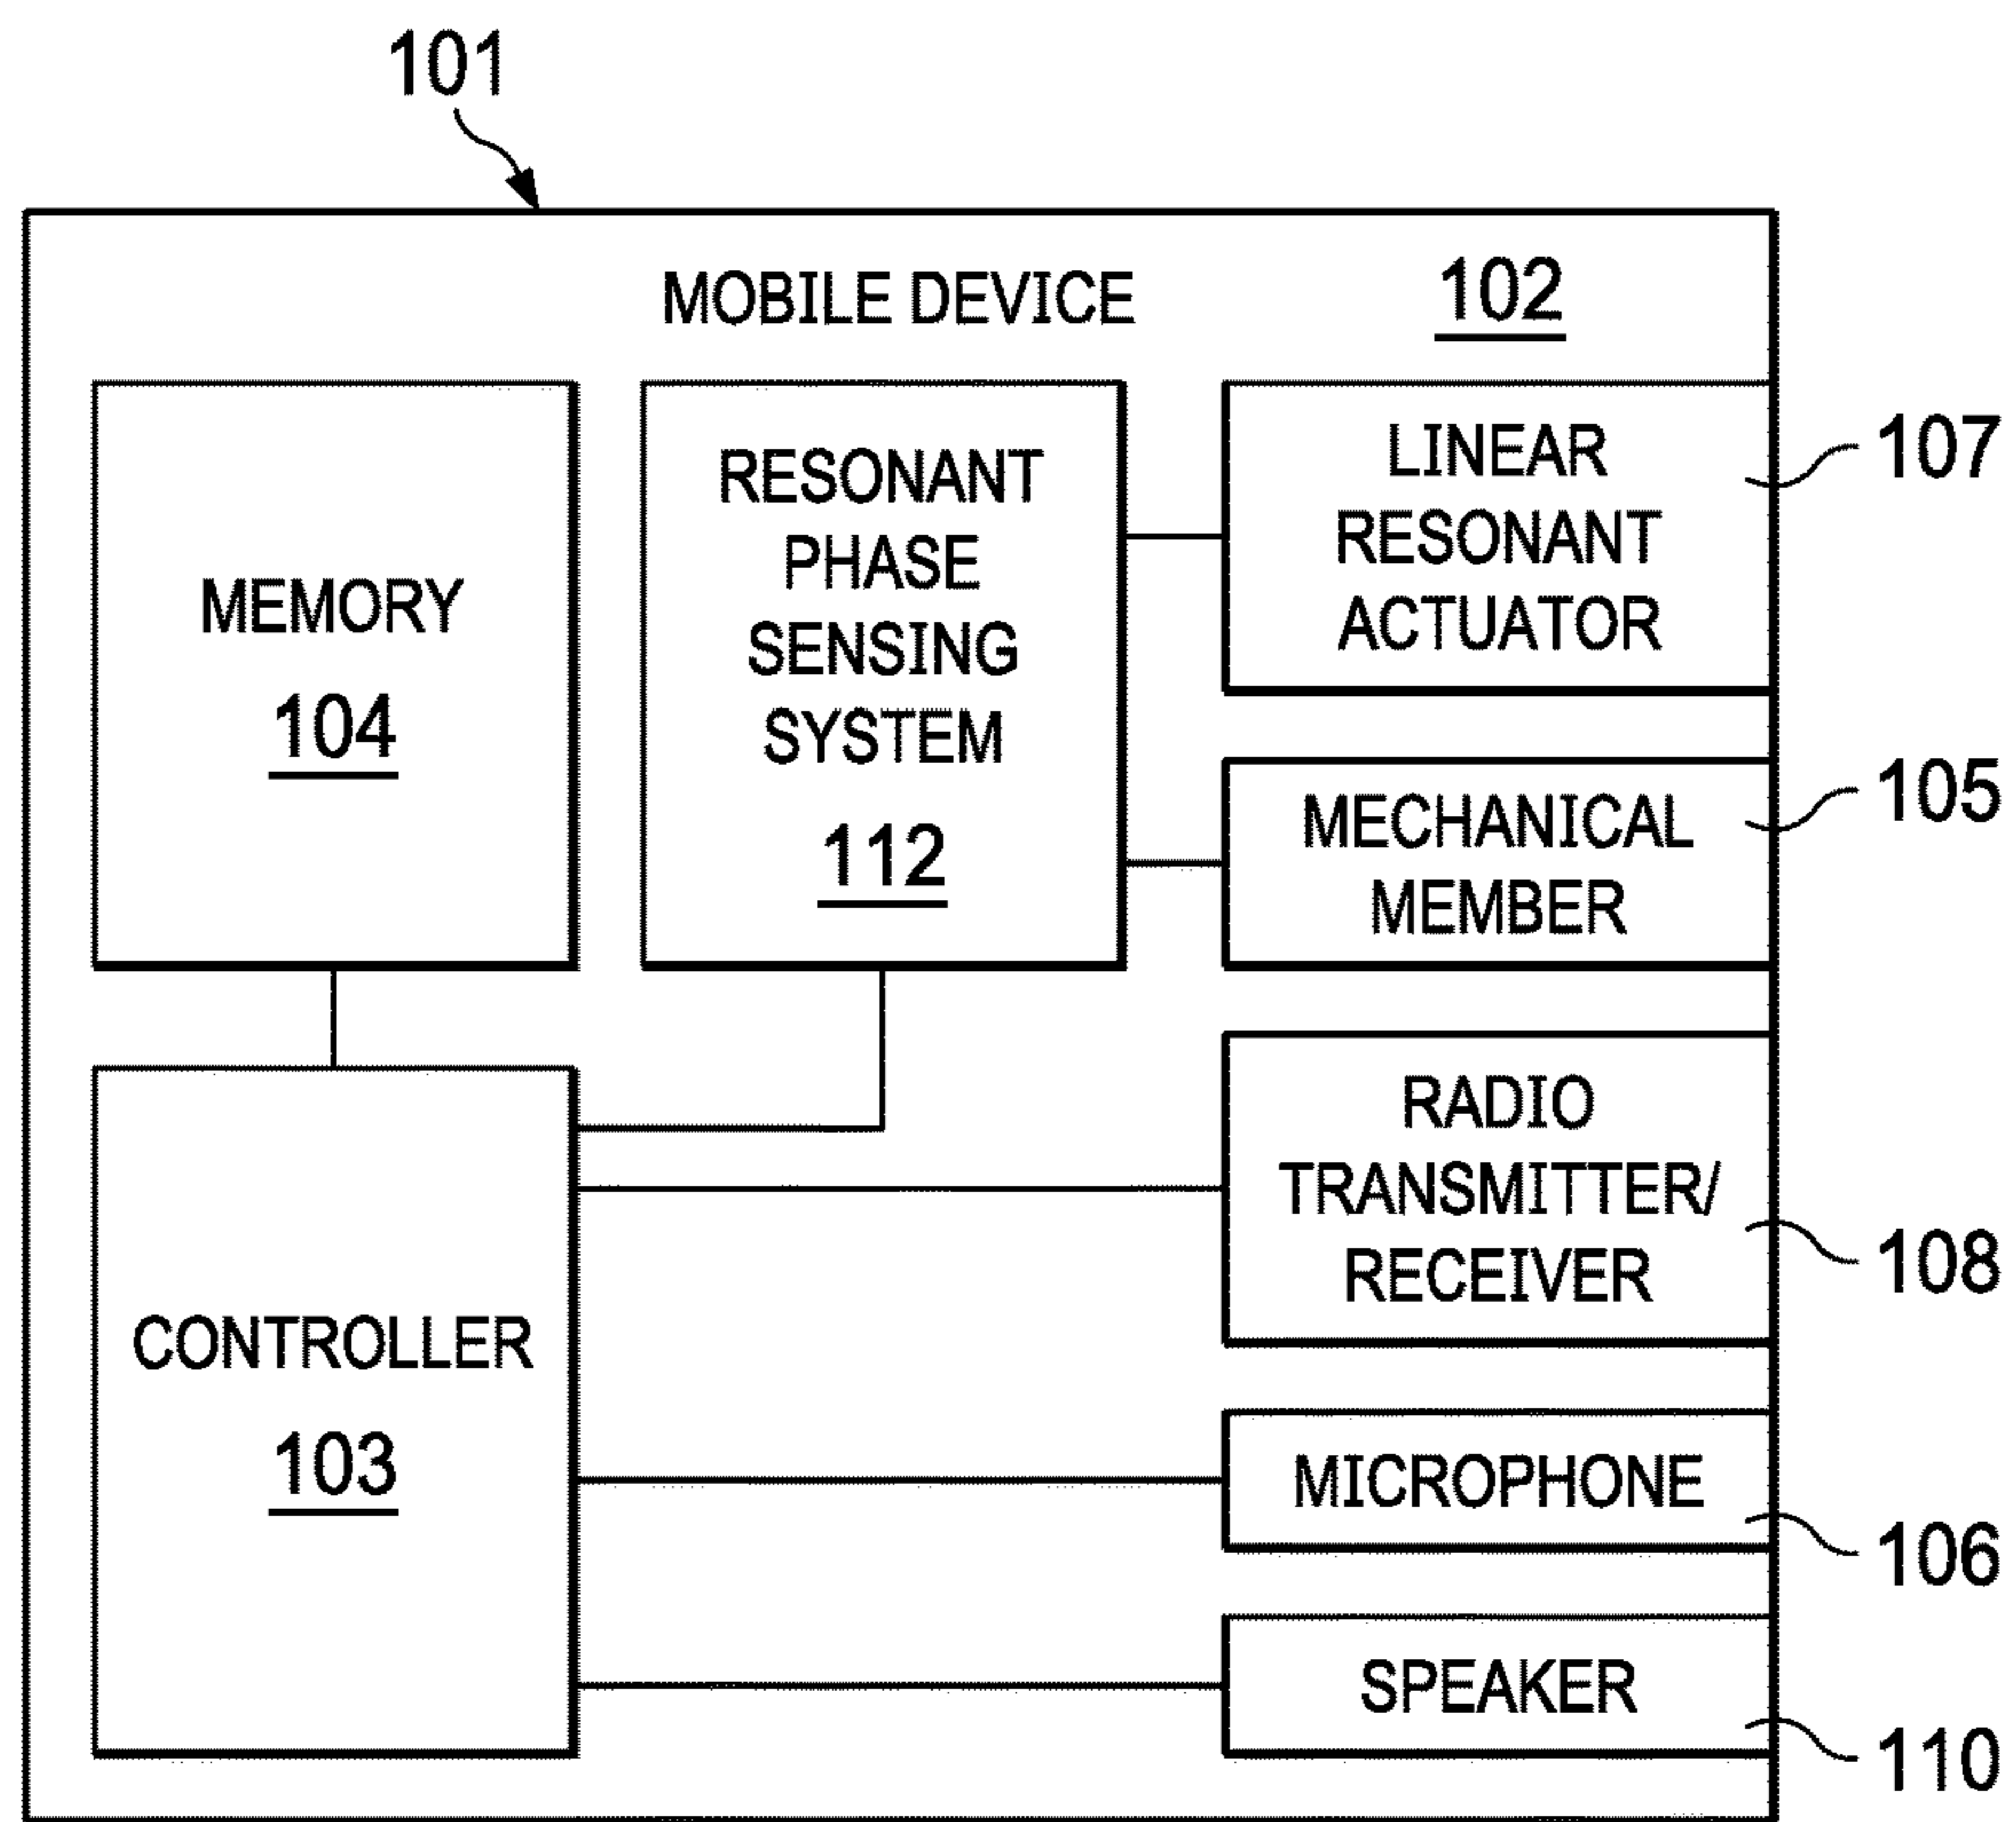 101
MOBILE DEVICE
102
MEMORY
104
RESONANT
PHASE
SENSING
SYSTEM
112
LINEAR
RESONANT
ACTUATOR
107
MECHANICAL
MEMBER
105
CONTROLLER
103
RADIO
TRANSMITTER/
RECEIVER
108
MICROPHONE
106
SPEAKER
110